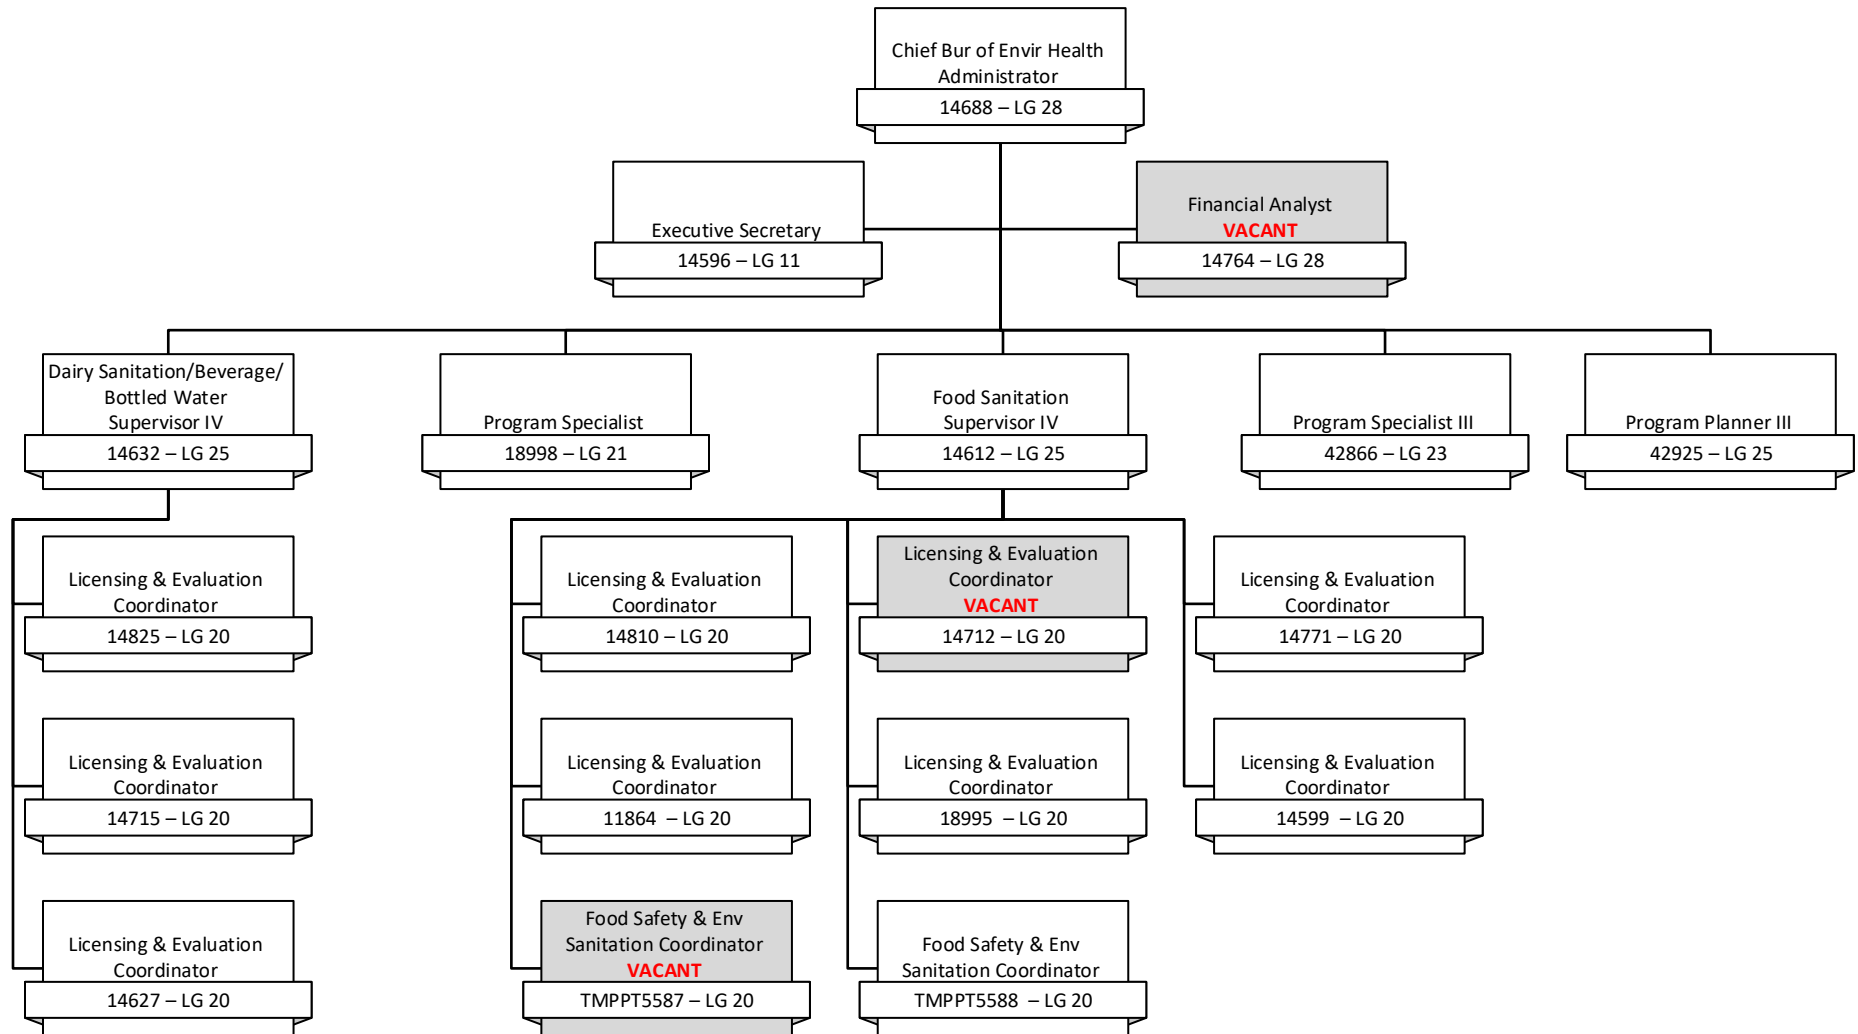 Chief Bur of Envir Health
Administrator
14688 – LG 28
Executive Secretary
14596 – LG 11
Financial Analyst
VACANT
14764 – LG 28
Dairy Sanitation/Beverage/
Bottled Water
Supervisor IV
14632 – LG 25
Program Specialist
18998 – LG 21
Food Sanitation
Supervisor IV
14612 – LG 25
Program Specialist III
42866 – LG 23
Program Planner III
42925 – LG 25
Licensing & Evaluation
Coordinator
14825 – LG 20
Licensing & Evaluation
Coordinator
14810 – LG 20
Licensing & Evaluation
Coordinator
VACANT
14712 – LG 20
Licensing & Evaluation
Coordinator
14771 – LG 20
Licensing & Evaluation
Coordinator
14715 – LG 20
Licensing & Evaluation
Coordinator
11864 – LG 20
Licensing & Evaluation
Coordinator
18995 – LG 20
Licensing & Evaluation
Coordinator
14599 – LG 20
Licensing & Evaluation
Coordinator
14627 – LG 20
Food Safety & Env
Sanitation Coordinator
VACANT
TMPPT5587 – LG 20
Food Safety & Env
Sanitation Coordinator
TMPPT5588 – LG 20